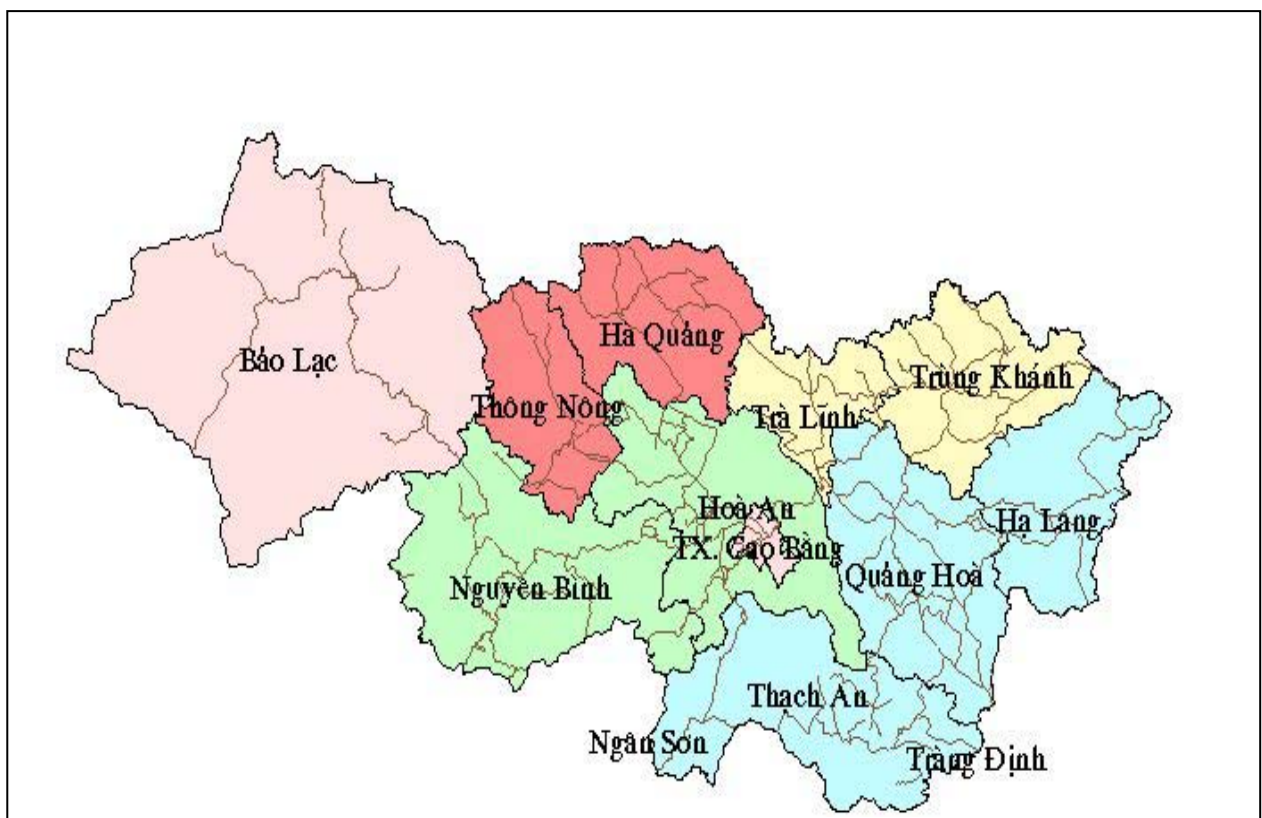 Hà Quảng
Bảo Lạc
Trùng Khánh
Thông Nông
Trà Lĩnh
Hoà An
Hạ Lang
TX. Cao Bằng
Quảng Hoà
Nguyên Bình
Thạch An
Ngân Sơn
Tràng Định